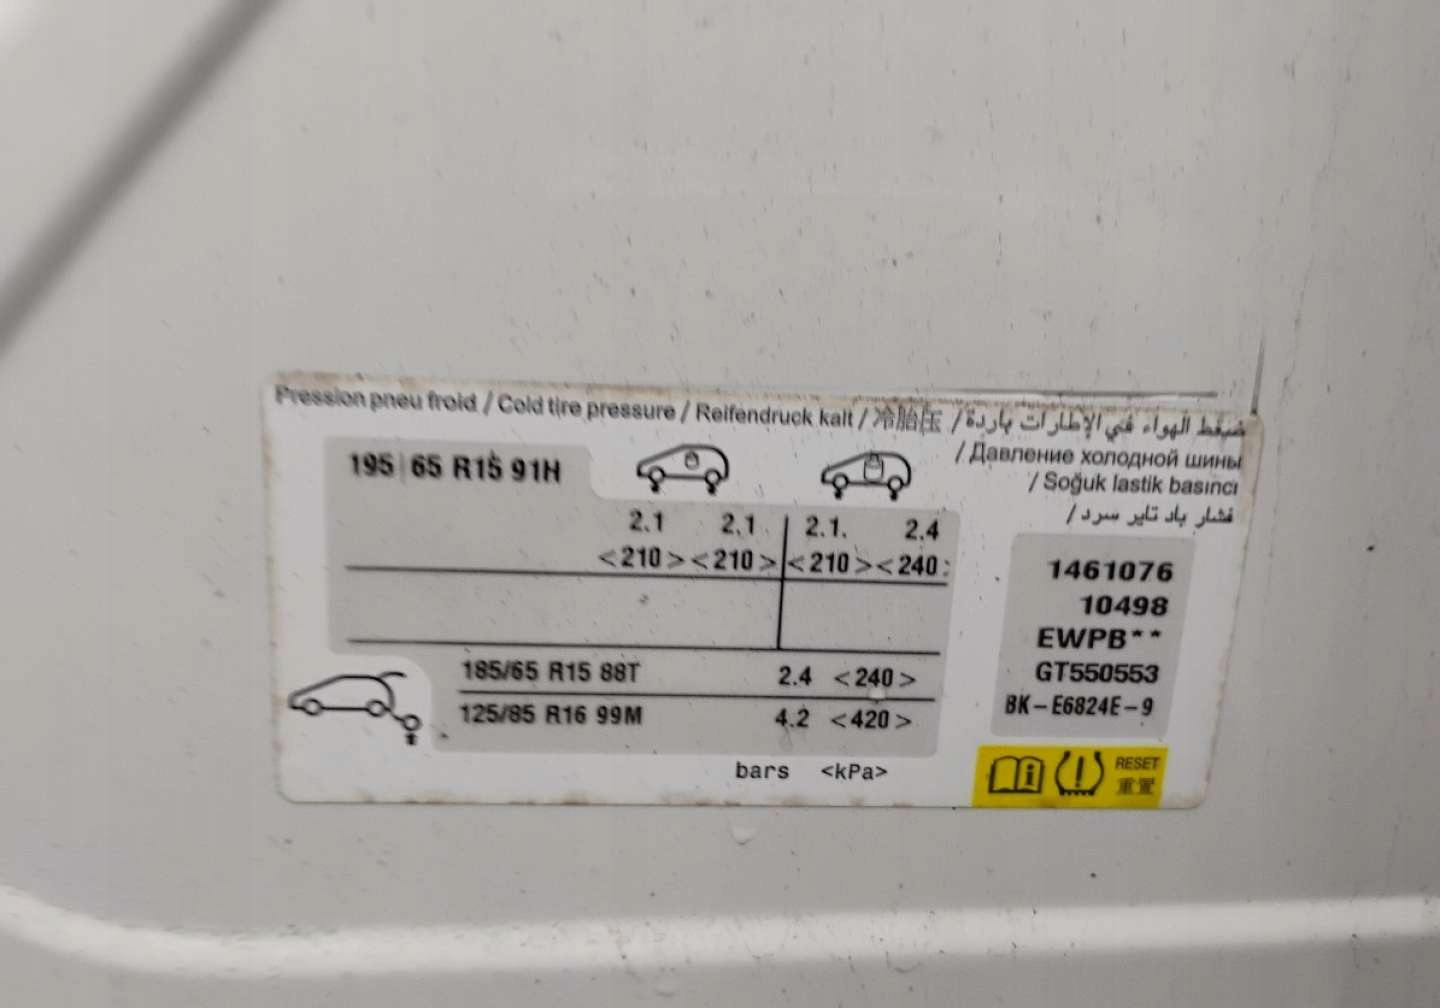 Pression pneu froid / Cold tire pressure / Reifendruck kalt / 冷胎压 / ضغط الهواء في الإطارات باردة
/ Давление холодной шины
/ Soğuk lastik basıncı
/ فشار باد تایر سرد
195 65 R15 91H
2.1 2.1 2.1. 2.4
<210> <210> <210> <240>
185/65 R15 88T 2.4 <240>
125/85 R16 99M 4.2 <420>
bars <kPa>
1461076
10498
EWPB**
GT550553
BK-E6824E-9
RESET
重置